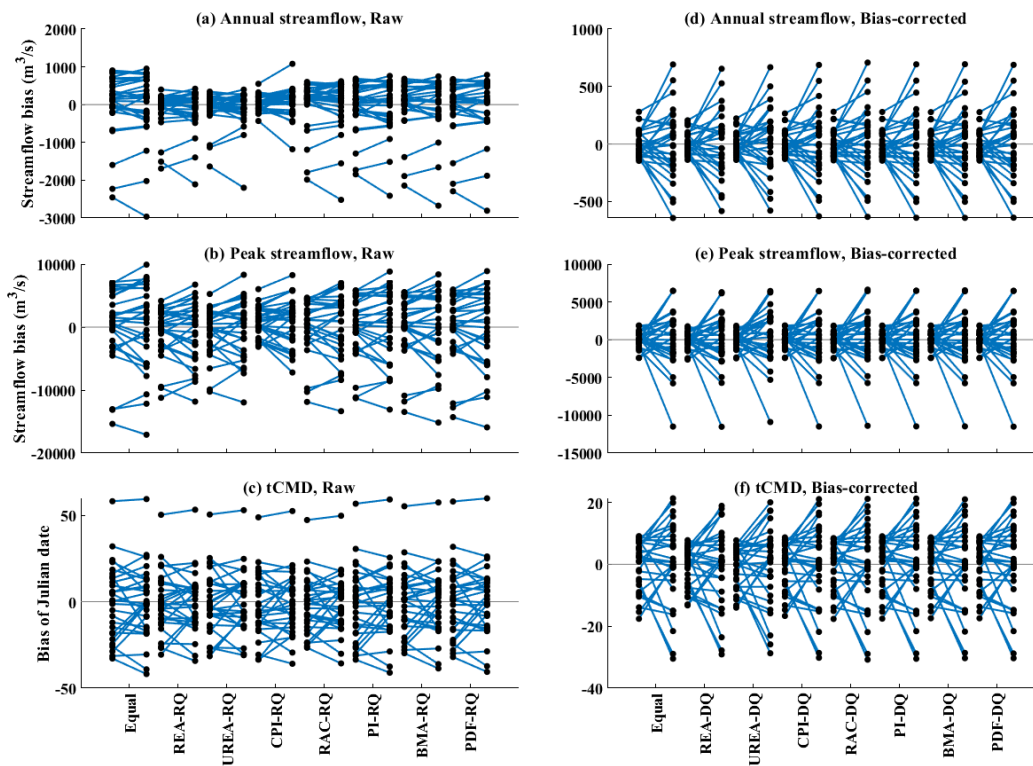 (a) Annual streamflow, Raw
Streamflow bias (m³/s)
2000
1000
0
-1000
-2000
-3000
(b) Peak streamflow, Raw
Streamflow bias (m³/s)
10000
0
-10000
-20000
(c) tCMD, Raw
Bias of Julian date
50
0
-50
Equal
REA-RQ
UREA-RQ
CPI-RQ
RAC-RQ
PI-RQ
BMA-RQ
PDF-RQ
(d) Annual streamflow, Bias-corrected
1000
500
0
-500
(e) Peak streamflow, Bias-corrected
10000
5000
0
-5000
-10000
-15000
(f) tCMD, Bias-corrected
20
0
-20
-40
Equal
REA-DQ
UREA-DQ
CPI-DQ
RAC-DQ
PI-DQ
BMA-DQ
PDF-DQ